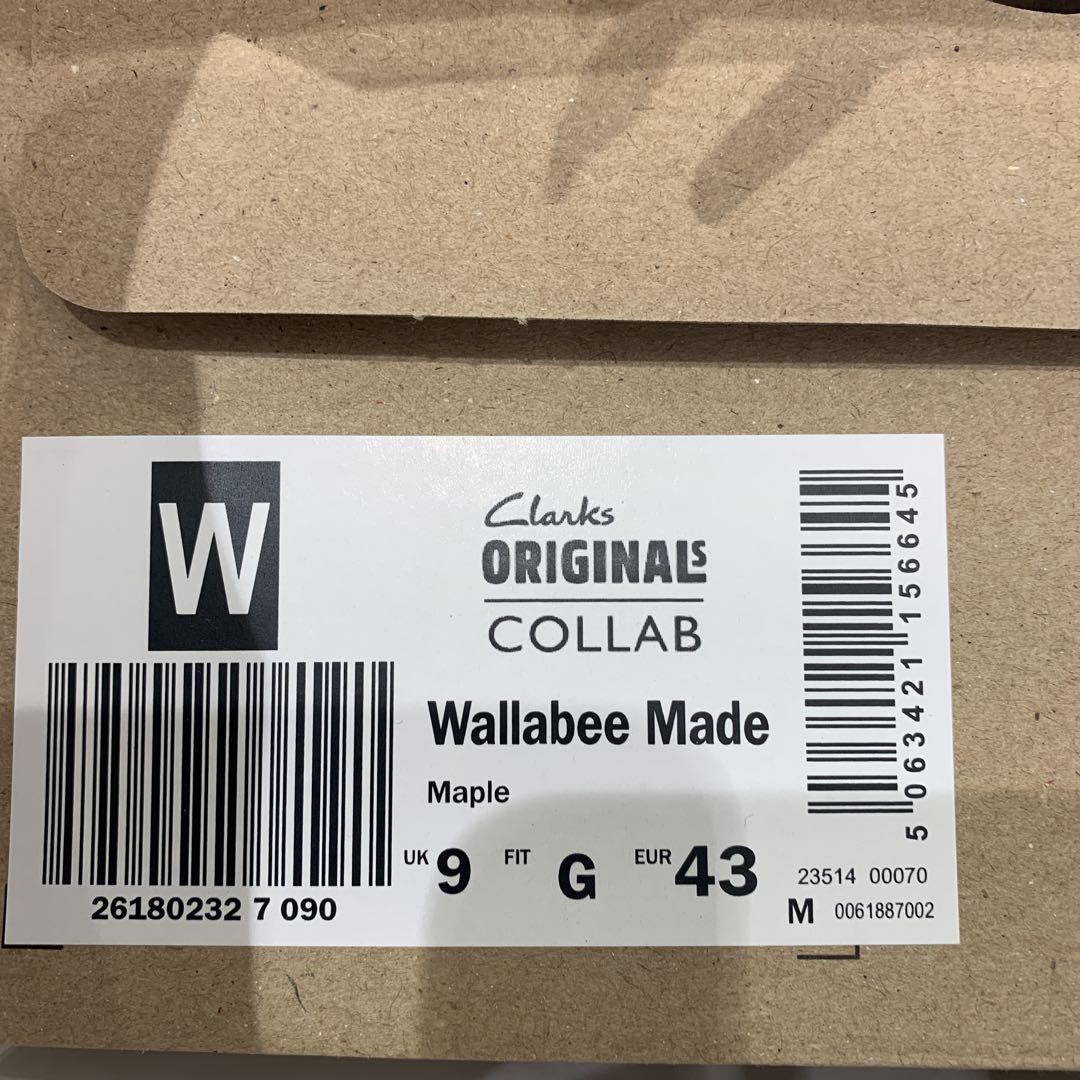 W
Clarks
ORIGINALS
COLLAB
Wallabee Made
Maple
UK 9 FIT G EUR 43
26180232 7 090
5 063421 156645
23514 00070
M 0061887002